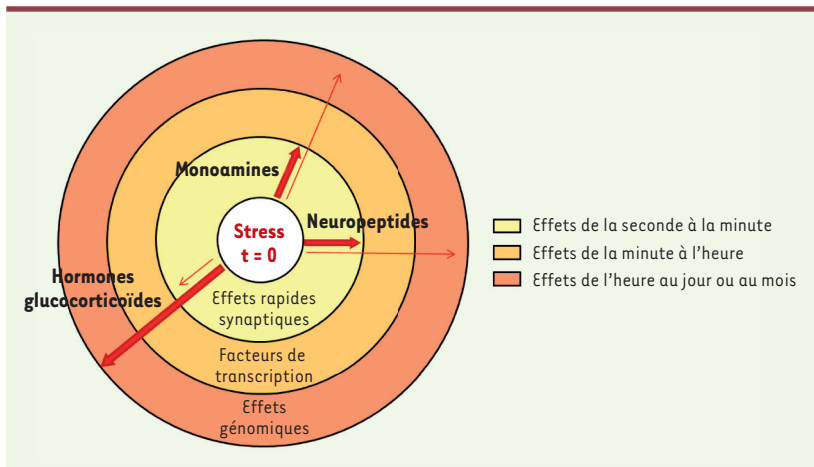 Monoamines
Neuropeptides
Stress
t = 0
Hormones
glucocorticoïdes
Effets rapides
synaptiques
Facteurs de
transcription
Effets
génomiques
Effets de la seconde à la minute
Effets de la minute à l'heure
Effets de l'heure au jour ou au mois